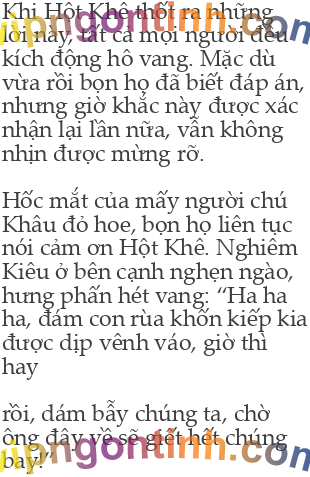 Khi Hột Khê thốt ra những
lời này, tất cả mọi người đều
kích động hô vang. Mặc dù
vừa rồi bọn họ đã biết đáp án,
nhưng giờ khắc này được xác
nhận lại lần nữa, vẫn không
nhịn được mừng rỡ.
Hốc mắt của mấy người chú
Khâu đỏ hoe, bọn họ liên tục
nói cảm ơn Hột Khê. Nghiêm
Kiêu ở bên cạnh nghẹn ngào,
hưng phấn hét vang: “Ha ha
ha, đám con rùa khốn kiếp kia
được dịp vênh váo, giờ thì
hay
rồi, dám bẫy chúng ta, chờ
ông đây về sẽ giết hết chúng
bay!”
vipngontinh.com
vipngontinh.com